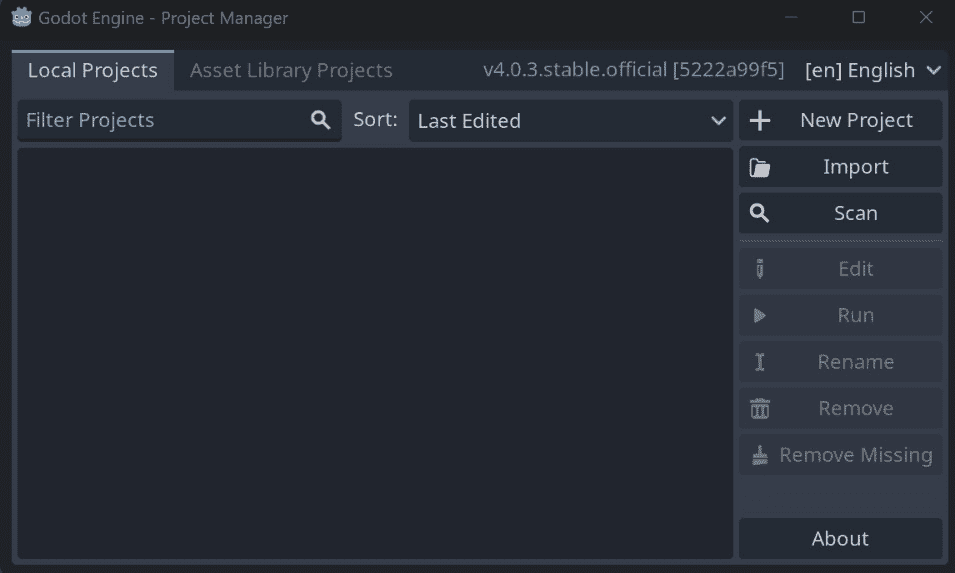 Godot Engine - Project Manager
Local Projects Asset Library Projects v4.0.3.stable.official [5222a99f5] [en] English
Filter Projects Sort: Last Edited New Project
Import
Scan
Edit
Run
Rename
Remove
Remove Missing
About